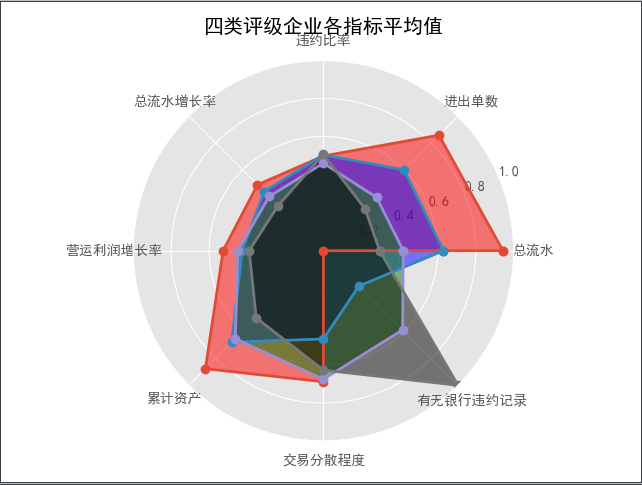 四类评级企业各指标平均值
违约比率
总流水增长率
进出单数
1.0
0.8
0.6
0.4
营运利润增长率
总流水
累计资产
有无银行违约记录
交易分散程度